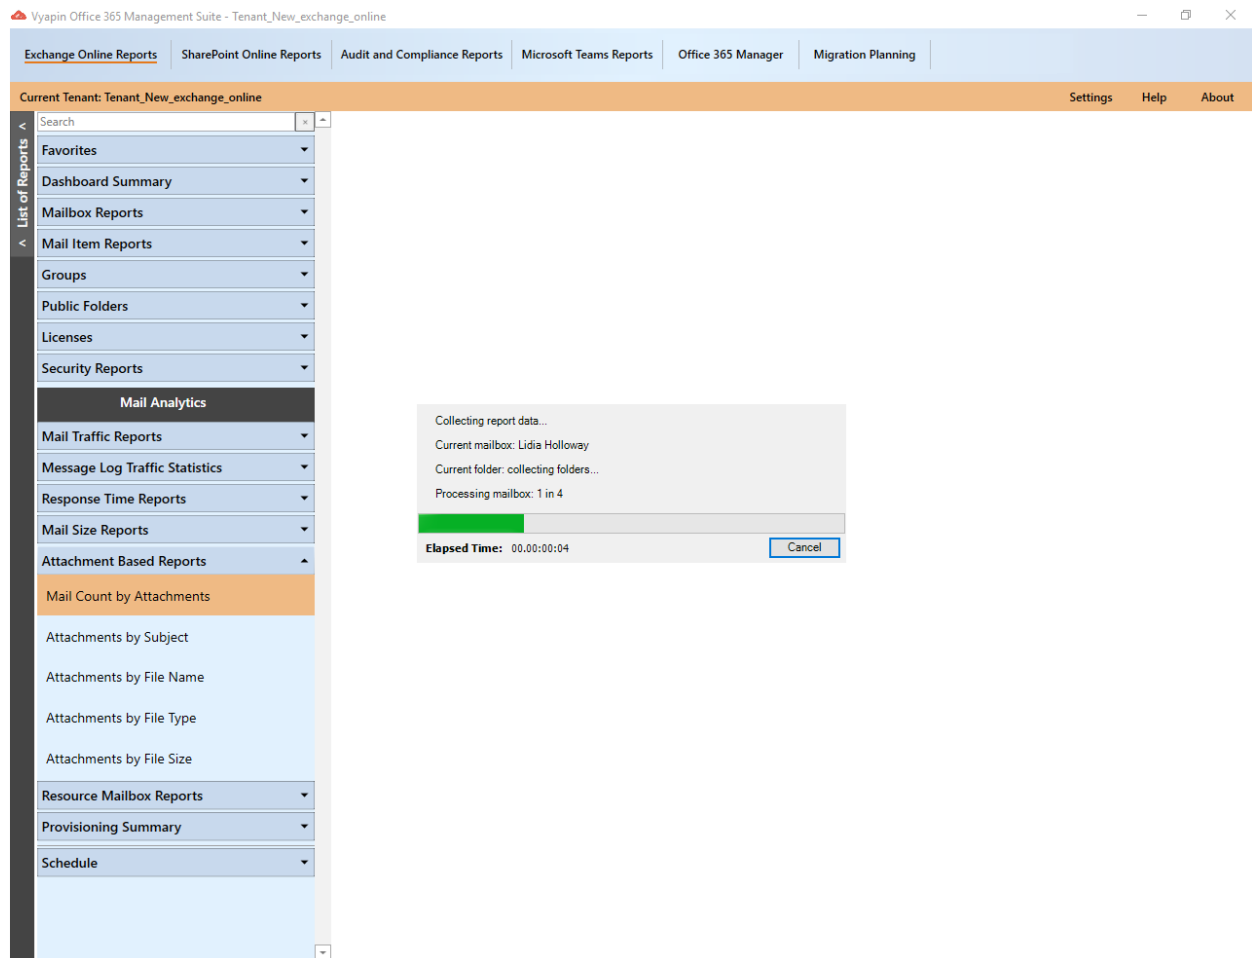 Vyapin Office 365 Management Suite - Tenant_New_exchange_online
Exchange Online Reports
SharePoint Online Reports
Audit and Compliance Reports
Microsoft Teams Reports
Office 365 Manager
Migration Planning
Current Tenant: Tenant_New_exchange_online
Settings
Help
About
< List of Reports <
Search
Favorites
Dashboard Summary
Mailbox Reports
Mail Item Reports
Groups
Public Folders
Licenses
Security Reports
Mail Analytics
Mail Traffic Reports
Message Log Traffic Statistics
Response Time Reports
Mail Size Reports
Attachment Based Reports
Mail Count by Attachments
Attachments by Subject
Attachments by File Name
Attachments by File Type
Attachments by File Size
Resource Mailbox Reports
Provisioning Summary
Schedule
Collecting report data...
Current mailbox: Lidia Holloway
Current folder: collecting folders...
Processing mailbox: 1 in 4
Elapsed Time: 00.00:00:04
Cancel